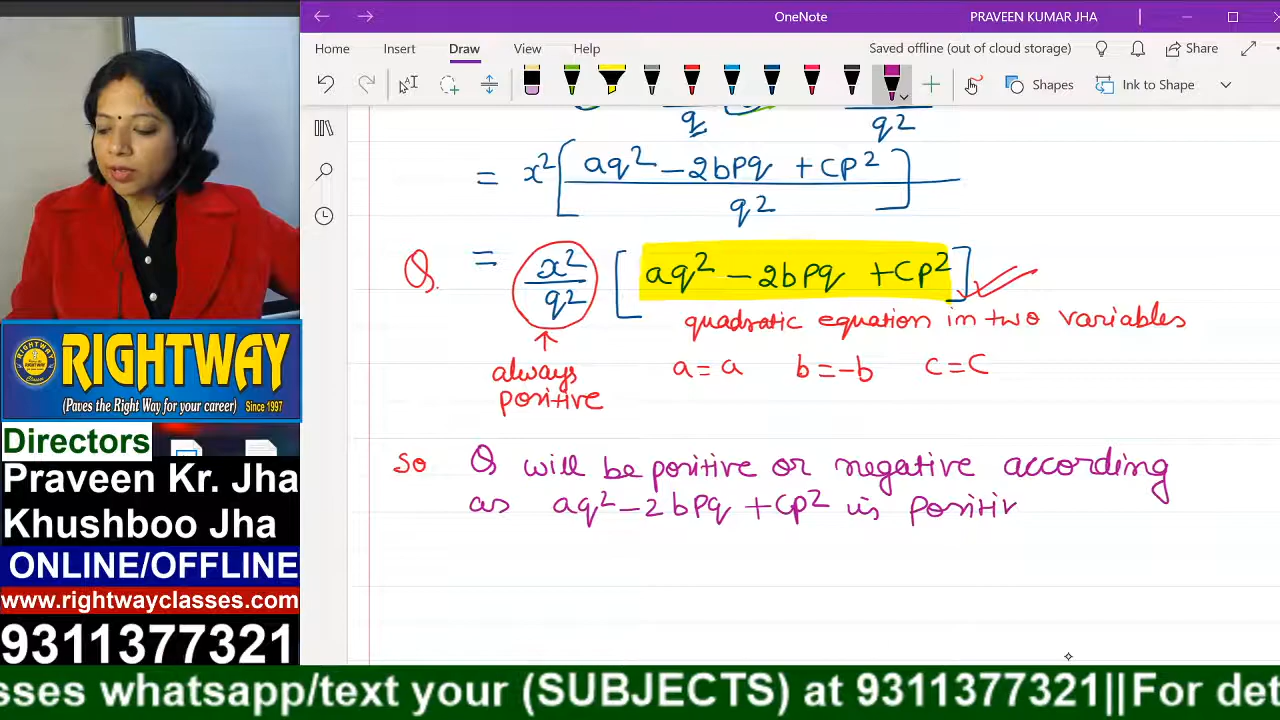 OneNote
PRAVEEN KUMAR JHA
Home Insert Draw View Help
Saved offline (out of cloud storage)
Share
Shapes
Ink to Shape
q q2
= x2 [ aq2 - 2bpq + cp2 ]
q2
Q = x2 [ aq2 - 2bpq + cp2 ]
q2
quadratic equation in two variables
always positive
a = a b = -b c = c
So Q will be positive or negative according
as aq2 - 2bpq + cp2 is positiv
RIGHTWAY
Classes
(Paves the Right Way for your career) Since 1997
Directors
Praveen Kr. Jha
Khushboo Jha
ONLINE/OFFLINE
www.rightwayclasses.com
9311377321
sses whatsapp/text your (SUBJECTS) at 9311377321||For det